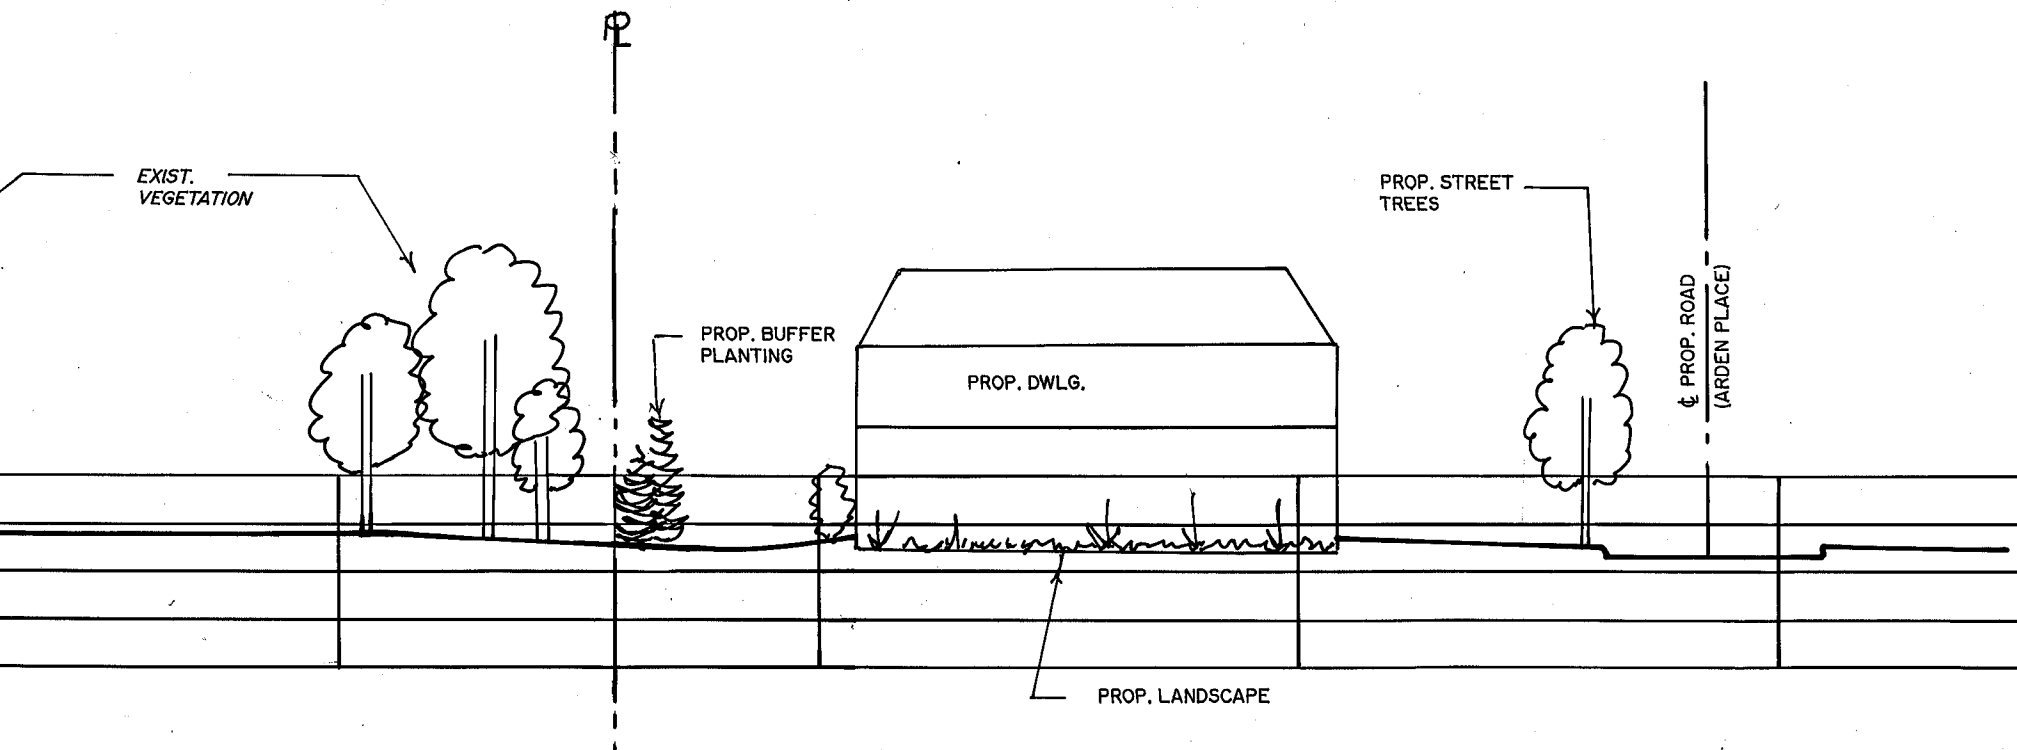 ℄ PROP. ROAD
(ARDEN PLACE)
PL
EXIST.
VEGETATION
PROP. STREET
TREES
PROP. BUFFER
PLANTING
PROP. DWLG.
PROP. LANDSCAPE